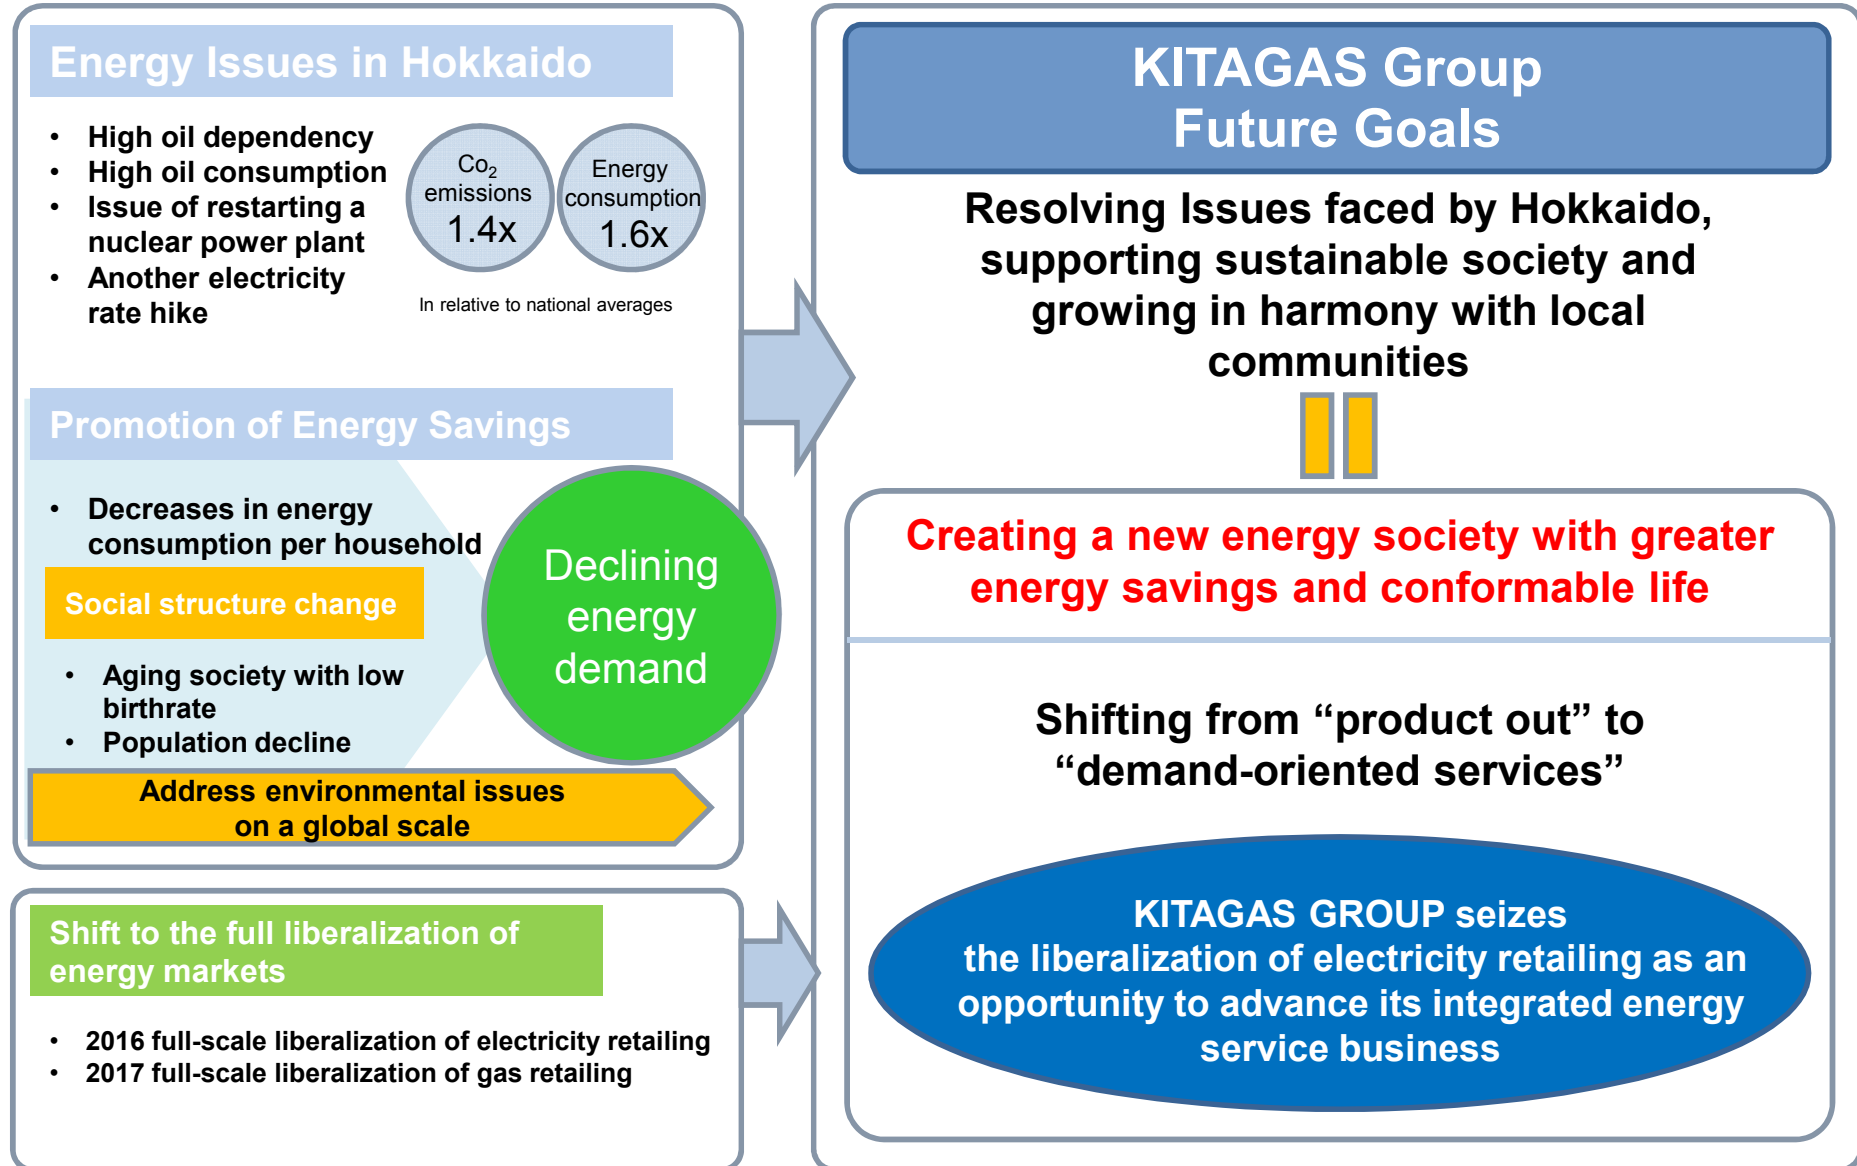 Energy Issues in Hokkaido
• High oil dependency
• High oil consumption
• Issue of restarting a
nuclear power plant
• Another electricity
rate hike
Co₂
emissions
1.4x
Energy
consumption
1.6x
In relative to national averages
Promotion of Energy Savings
• Decreases in energy
consumption per household
Social structure change
• Aging society with low
birthrate
• Population decline
Declining
energy
demand
Address environmental issues
on a global scale
Shift to the full liberalization of
energy markets
• 2016 full-scale liberalization of electricity retailing
• 2017 full-scale liberalization of gas retailing
KITAGAS Group
Future Goals
Resolving Issues faced by Hokkaido,
supporting sustainable society and
growing in harmony with local
communities
Creating a new energy society with greater
energy savings and conformable life
Shifting from “product out” to
“demand-oriented services”
KITAGAS GROUP seizes
the liberalization of electricity retailing as an
opportunity to advance its integrated energy
service business